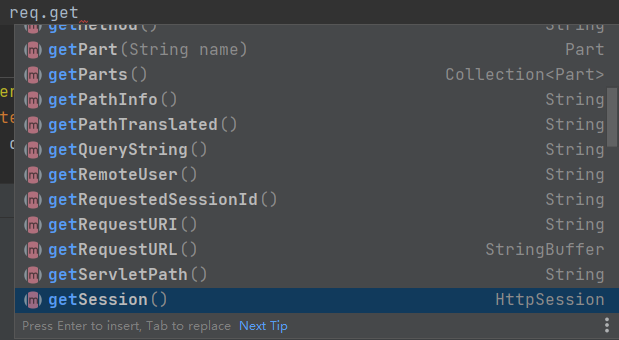 req.get
getMethod() String
getPart(String name) Part
getParts() Collection<Part>
getPathInfo() String
getPathTranslated() String
getQueryString() String
getRemoteUser() String
getRequestedSessionId() String
getRequestURI() String
getRequestURL() StringBuffer
getServletPath() String
getSession() HttpSession
Press Enter to insert, Tab to replace Next Tip